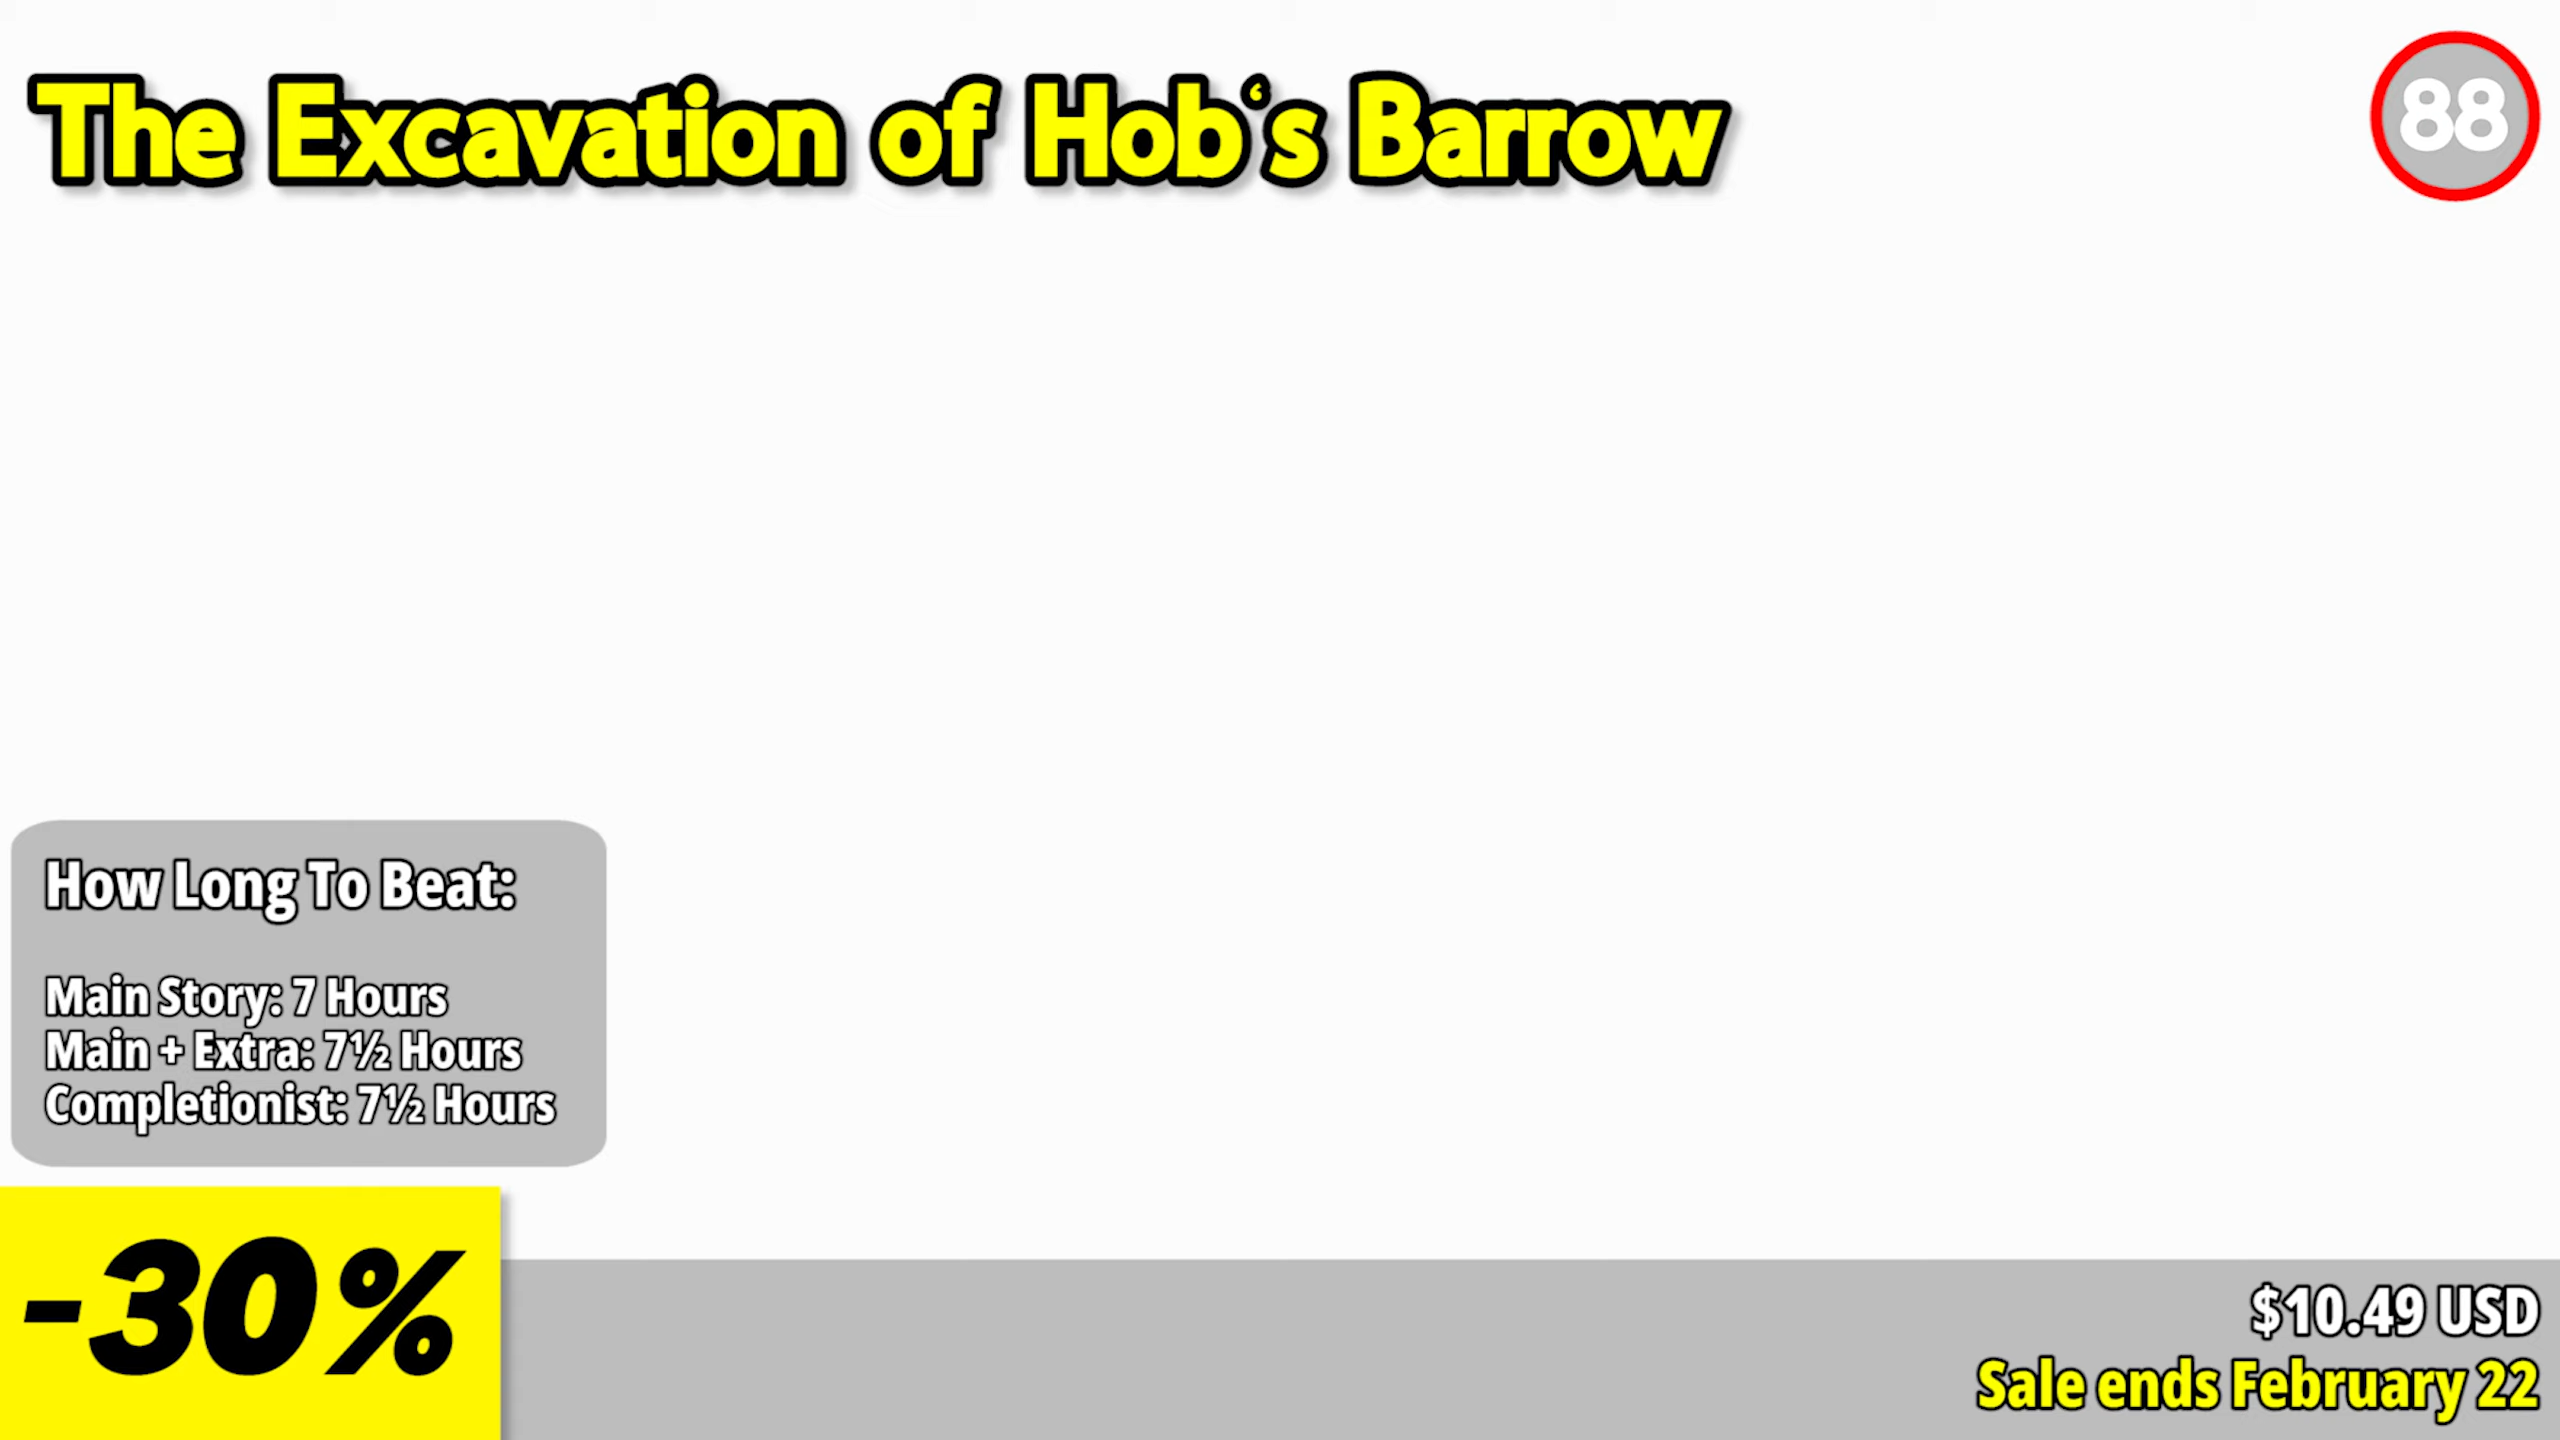 The Excavation of Hob‘s Barrow
88
How Long To Beat:
Main Story: 7 Hours
Main + Extra: 7½ Hours
Completionist: 7½ Hours
-30%
$10.49 USD
Sale ends February 22